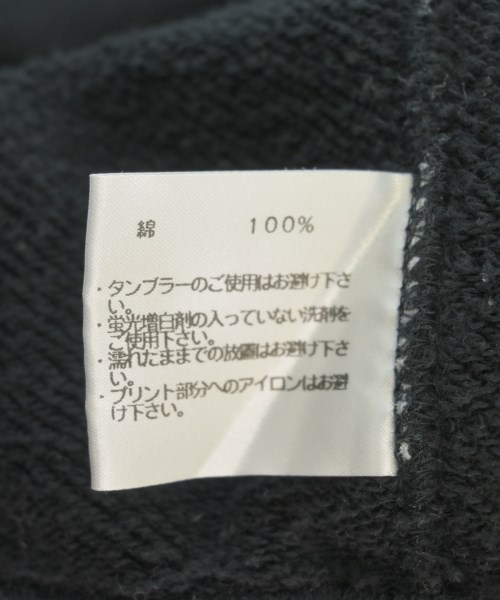 綿 100%
・タンブラーのご使用はお避け下さ
い。
・蛍光増白剤の入っていない洗剤を
ご使用下さい。
・濡れたままでの放置はお避け下さ
い。
・プリント部分へのアイロンはお避
け下さい。